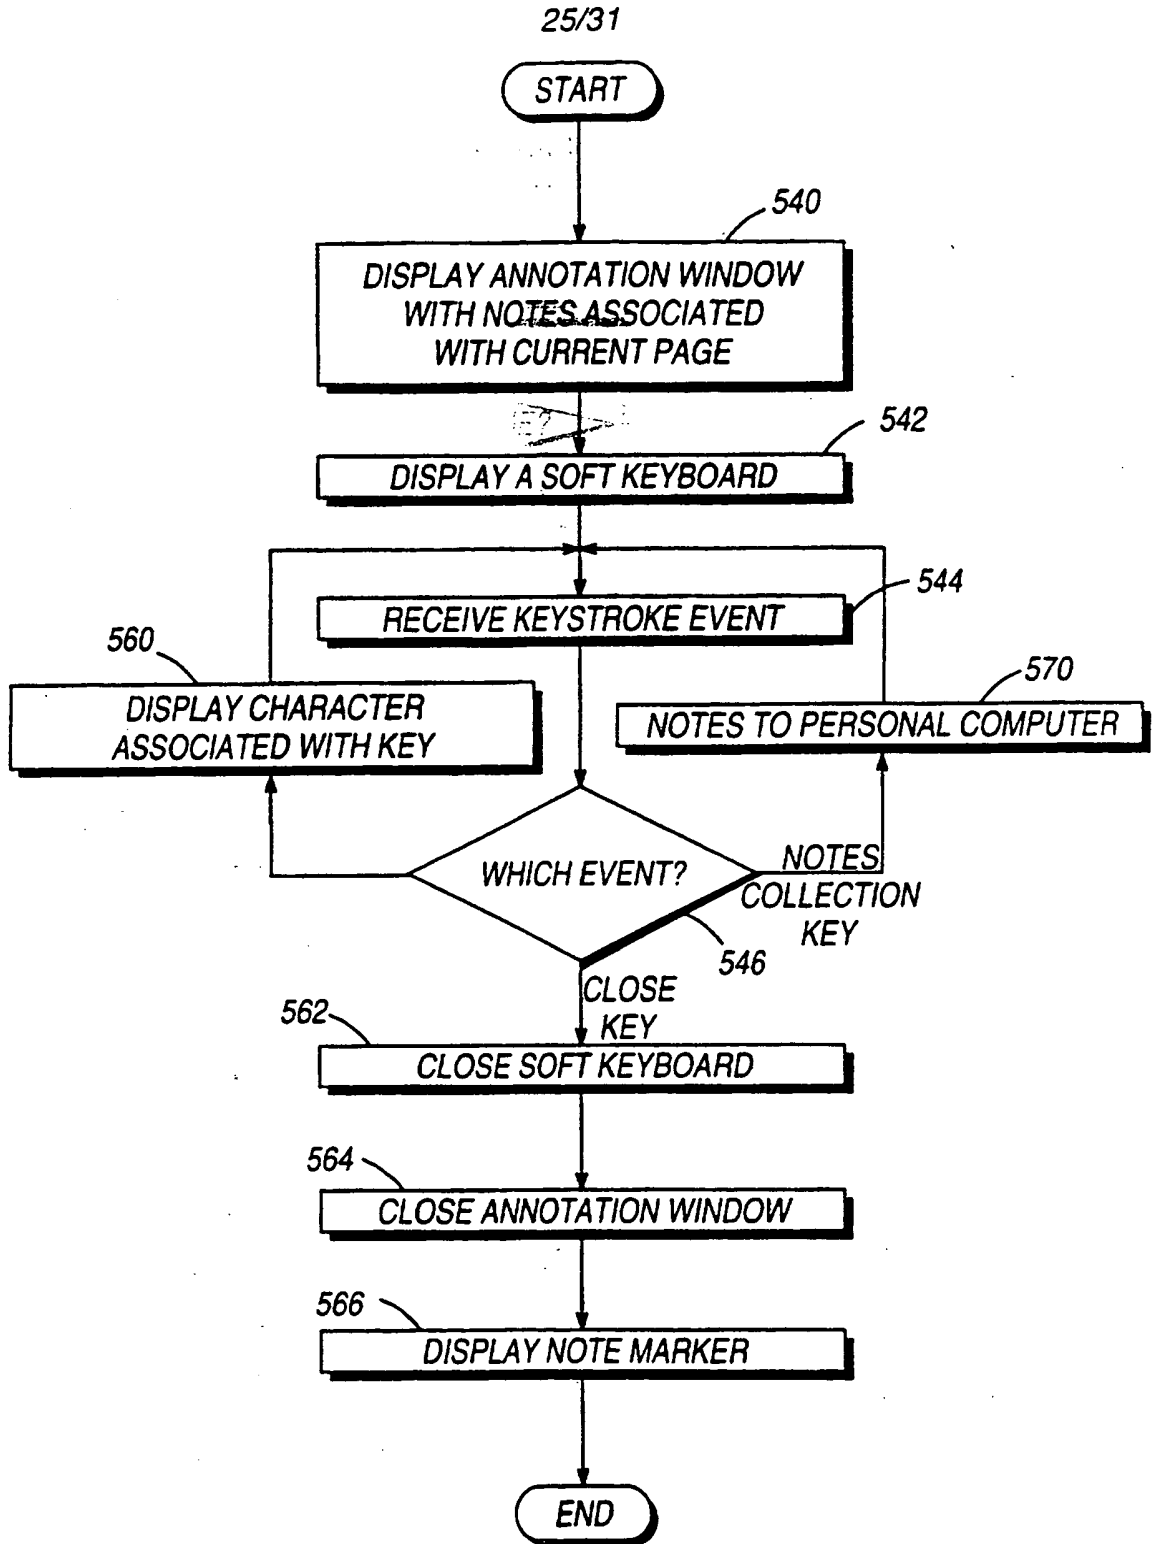 25/31
START
540
DISPLAY ANNOTATION WINDOW
WITH NOTES ASSOCIATED
WITH CURRENT PAGE
542
DISPLAY A SOFT KEYBOARD
544
RECEIVE KEYSTROKE EVENT
560
DISPLAY CHARACTER
ASSOCIATED WITH KEY
570
NOTES TO PERSONAL COMPUTER
WHICH EVENT?
NOTES
COLLECTION
KEY
546
CLOSE
KEY
562
CLOSE SOFT KEYBOARD
564
CLOSE ANNOTATION WINDOW
566
DISPLAY NOTE MARKER
END